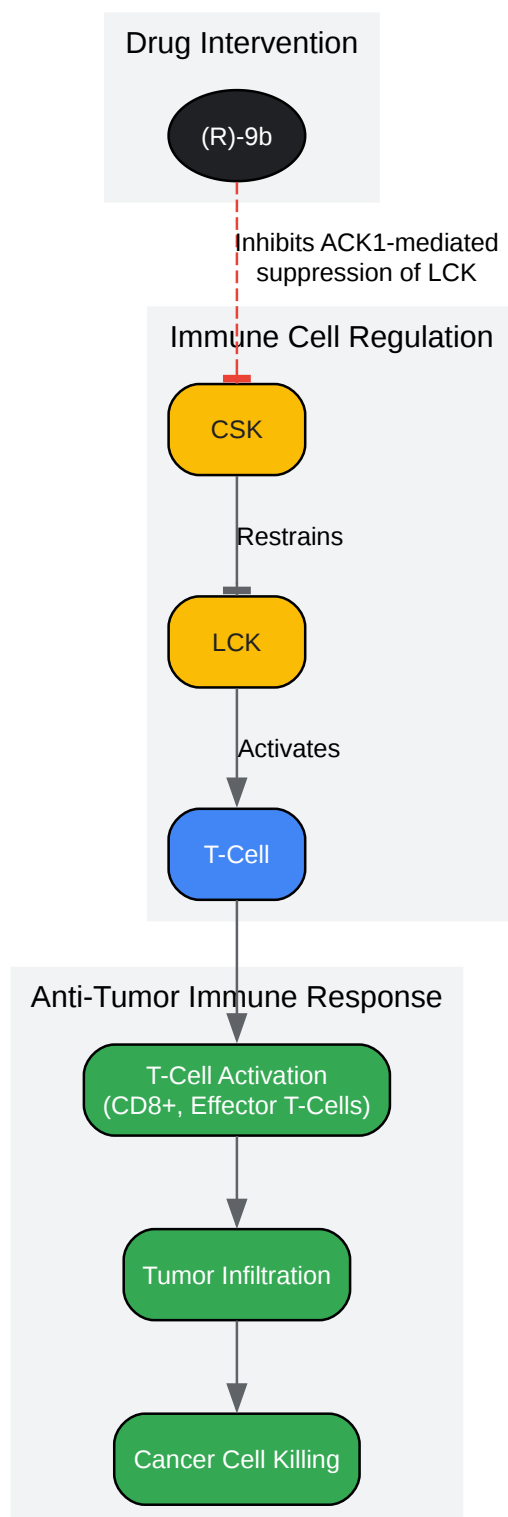 Drug Intervention
(R)-9b
Inhibits ACK1-mediated
suppression of LCK
Immune Cell Regulation
CSK
Restrains
LCK
Activates
T-Cell
Anti-Tumor Immune Response
T-Cell Activation
(CD8+, Effector T-Cells)
Tumor Infiltration
Cancer Cell Killing